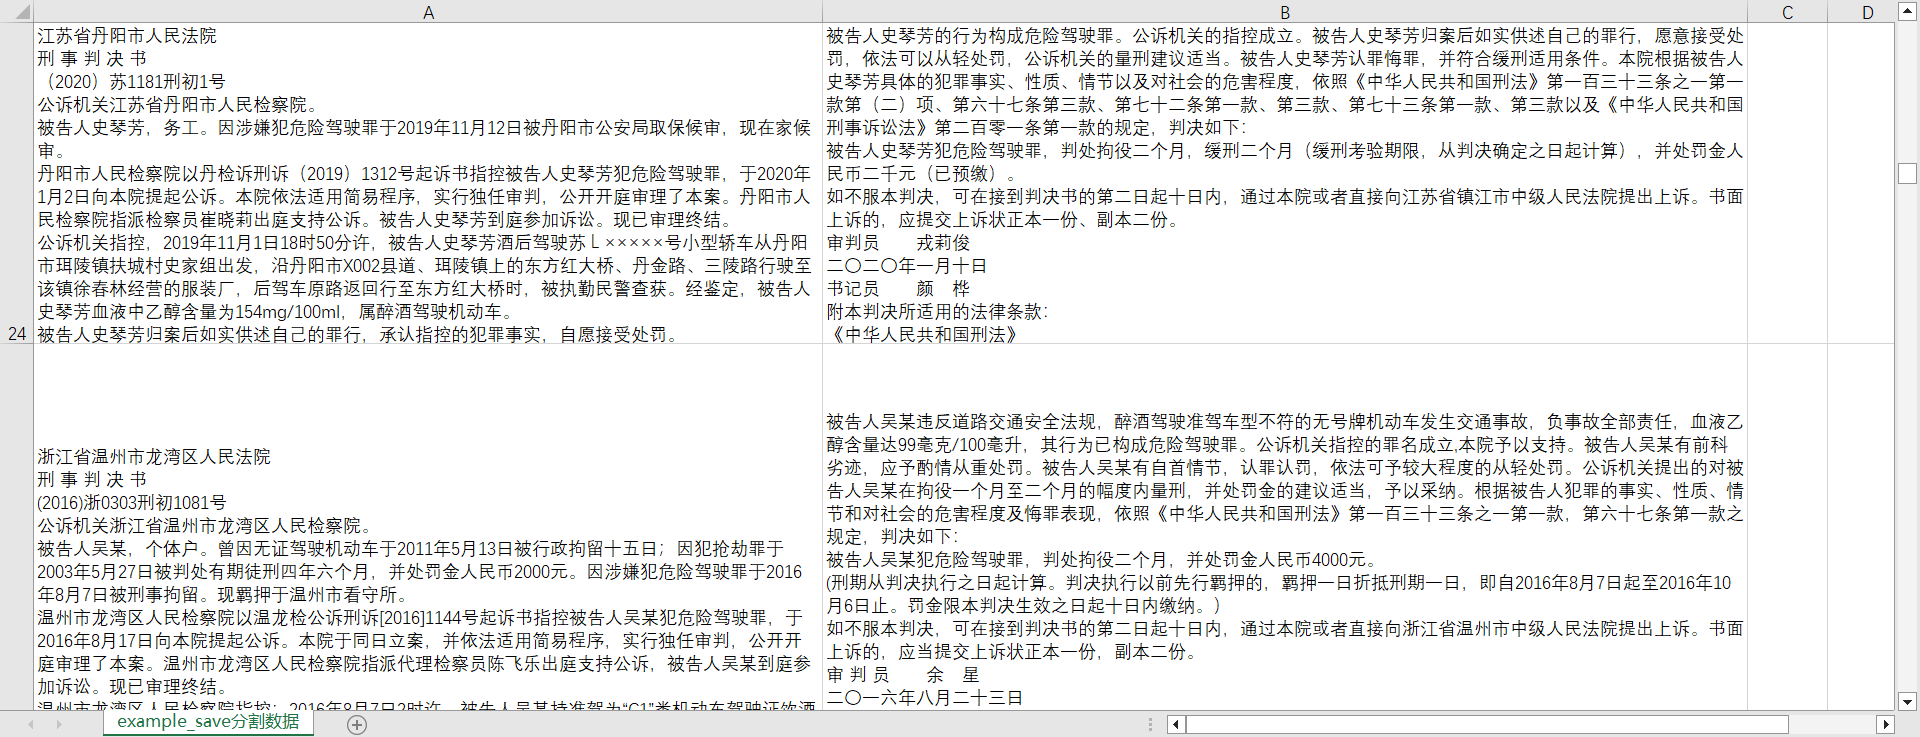 A
B
C
D
江苏省丹阳市人民法院
刑 事 判 决 书
（2020）苏1181刑初1号
公诉机关江苏省丹阳市人民检察院。
被告人史琴芳，务工。因涉嫌犯危险驾驶罪于2019年11月12日被丹阳市公安局取保候审，现在家候
审。
丹阳市人民检察院以丹检诉刑诉（2019）1312号起诉书指控被告人史琴芳犯危险驾驶罪，于2020年
1月2日向本院提起公诉。本院依法适用简易程序，实行独任审判，公开开庭审理了本案。丹阳市人
民检察院指派检察员崔晓莉出庭支持公诉。被告人史琴芳到庭参加诉讼。现已审理终结。
公诉机关指控，2019年11月1日18时50分许，被告人史琴芳酒后驾驶苏Ｌ×××××号小型轿车从丹阳
市珥陵镇扶城村史家组出发，沿丹阳市X002县道、珥陵镇上的东方红大桥、丹金路、三陵路行驶至
该镇徐春林经营的服装厂，后驾车原路返回行至东方红大桥时，被执勤民警查获。经鉴定，被告人
史琴芳血液中乙醇含量为154mg/100ml，属醉酒驾驶机动车。
24
被告人史琴芳归案后如实供述自己的罪行，承认指控的犯罪事实，自愿接受处罚。
被告人史琴芳的行为构成危险驾驶罪。公诉机关的指控成立。被告人史琴芳归案后如实供述自己的罪行，愿意接受处
罚，依法可以从轻处罚，公诉机关的量刑建议适当。被告人史琴芳认罪悔罪，并符合缓刑适用条件。本院根据被告人
史琴芳具体的犯罪事实、性质、情节以及对社会的危害程度，依照《中华人民共和国刑法》第一百三十三条之一第一
款第（二）项、第六十七条第三款、第七十二条第一款、第三款、第七十三条第一款、第三款以及《中华人民共和国
刑事诉讼法》第二百零一条第一款的规定，判决如下：
被告人史琴芳犯危险驾驶罪，判处拘役二个月，缓刑二个月（缓刑考验期限，从判决确定之日起计算），并处罚金人
民币二千元（已预缴）。
如不服本判决，可在接到判决书的第二日起十日内，通过本院或者直接向江苏省镇江市中级人民法院提出上诉。书面
上诉的，应提交上诉状正本一份、副本二份。
审判员　　戎莉俊
二〇二〇年一月十日
书记员　　颜　桦
附本判决所适用的法律条款：
《中华人民共和国刑法》
浙江省温州市龙湾区人民法院
刑 事 判 决 书
(2016)浙0303刑初1081号
公诉机关浙江省温州市龙湾区人民检察院。
被告人吴某，个体户。曾因无证驾驶机动车于2011年5月13日被行政拘留十五日；因犯抢劫罪于
2003年5月27日被判处有期徒刑四年六个月，并处罚金人民币2000元。因涉嫌犯危险驾驶罪于2016
年8月7日被刑事拘留。现羁押于温州市看守所。
温州市龙湾区人民检察院以温龙检公诉刑诉[2016]1144号起诉书指控被告人吴某犯危险驾驶罪，于
2016年8月17日向本院提起公诉。本院于同日立案，并依法适用简易程序，实行独任审判，公开开
庭审理了本案。温州市龙湾区人民检察院指派代理检察员陈飞乐出庭支持公诉，被告人吴某到庭参
加诉讼。现已审理终结。
温州市龙湾区人民检察院指控：2016年8月7日2时许，被告人吴某持准驾为“C1”类机动车驾驶证饮酒
被告人吴某违反道路交通安全法规，醉酒驾驶准驾车型不符的无号牌机动车发生交通事故，负事故全部责任，血液乙
醇含量达99毫克/100毫升，其行为已构成危险驾驶罪。公诉机关指控的罪名成立,本院予以支持。被告人吴某有前科
劣迹，应予酌情从重处罚。被告人吴某有自首情节，认罪认罚，依法可予较大程度的从轻处罚。公诉机关提出的对被
告人吴某在拘役一个月至二个月的幅度内量刑，并处罚金的建议适当，予以采纳。根据被告人犯罪的事实、性质、情
节和对社会的危害程度及悔罪表现，依照《中华人民共和国刑法》第一百三十三条之一第一款，第六十七条第一款之
规定，判决如下：
被告人吴某犯危险驾驶罪，判处拘役二个月，并处罚金人民币4000元。
(刑期从判决执行之日起计算。判决执行以前先行羁押的，羁押一日折抵刑期一日，即自2016年8月7日起至2016年10
月6日止。罚金限本判决生效之日起十日内缴纳。）
如不服本判决，可在接到判决书的第二日起十日内，通过本院或者直接向浙江省温州市中级人民法院提出上诉。书面
上诉的，应当提交上诉状正本一份，副本二份。
审 判 员　　余　星
二〇一六年八月二十三日
example_save分割数据